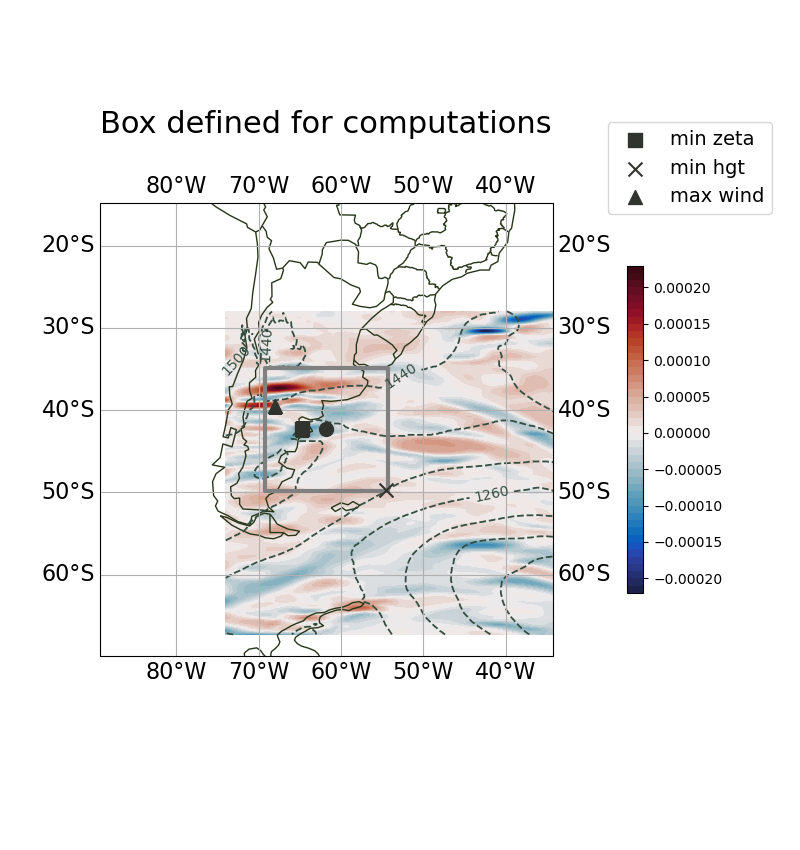 Box defined for computations
min zeta
min hgt
max wind
80°W 70°W 60°W 50°W 40°W
20°S 20°S
30°S 30°S
40°S 40°S
50°S 50°S
60°S 60°S
1500
1440
1440
1260
0.00020
0.00015
0.00010
0.00005
0.00000
−0.00005
−0.00010
−0.00015
−0.00020
80°W 70°W 60°W 50°W 40°W